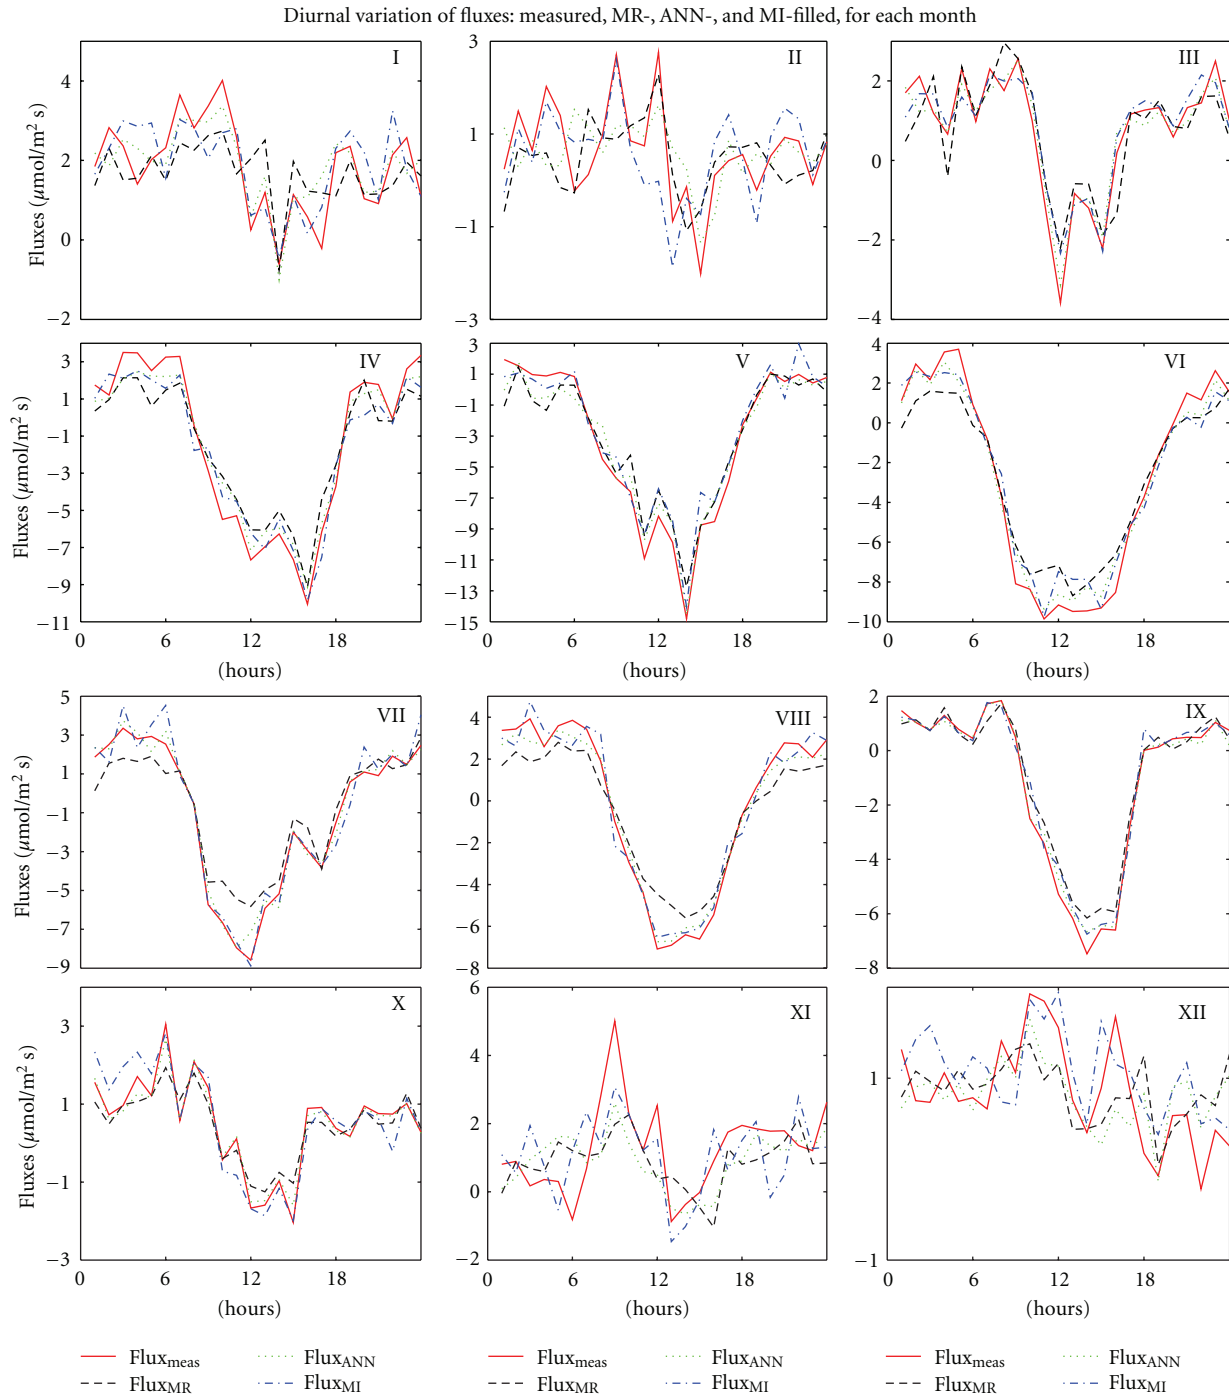 Diurnal variation of fluxes: measured, MR-, ANN-, and MI-filled, for each month
I
4
2
0
−2
Fluxes (μmol/m² s)
II
3
1
−1
−3
III
2
0
−2
−4
IV
3
1
−1
−3
−5
−7
−9
−11
Fluxes (μmol/m² s)
0 6 12 18
(hours)
V
3
1
−1
−3
−5
−7
−9
−11
−13
−15
0 6 12 18
(hours)
VI
4
2
0
−2
−4
−6
−8
−10
0 6 12 18
(hours)
VII
5
3
1
−1
−3
−5
−7
−9
Fluxes (μmol/m² s)
VIII
4
2
0
−2
−4
−6
−8
IX
2
0
−2
−4
−6
−8
X
3
1
−1
−3
Fluxes (μmol/m² s)
0 6 12 18
(hours)
XI
6
4
2
0
−2
0 6 12 18
(hours)
XII
1
−1
0 6 12 18
(hours)
Flux_meas Flux_ANN Flux_meas Flux_ANN Flux_meas Flux_ANN
Flux_MR Flux_MI Flux_MR Flux_MI Flux_MR Flux_MI